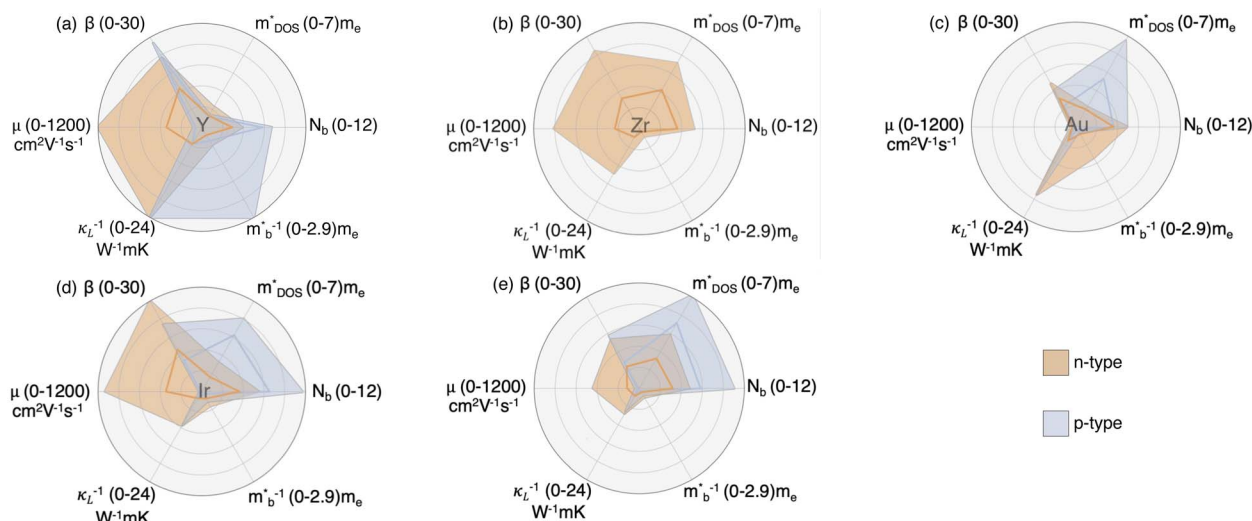 (a) β (0-30)
m*DOS (0-7)me
Nb (0-12)
m*b-1 (0-2.9)me
κL-1 (0-24)
W-1mK
μ (0-1200)
cm2V-1s-1
Y
(b) β (0-30)
m*DOS (0-7)me
Nb (0-12)
m*b-1 (0-2.9)me
κL-1 (0-24)
W-1mK
μ (0-1200)
cm2V-1s-1
Zr
(c) β (0-30)
m*DOS (0-7)me
Nb (0-12)
m*b-1 (0-2.9)me
κL-1 (0-24)
W-1mK
μ (0-1200)
cm2V-1s-1
Au
(d) β (0-30)
m*DOS (0-7)me
Nb (0-12)
m*b-1 (0-2.9)me
κL-1 (0-24)
W-1mK
μ (0-1200)
cm2V-1s-1
Ir
(e) β (0-30)
m*DOS (0-7)me
Nb (0-12)
m*b-1 (0-2.9)me
κL-1 (0-24)
W-1mK
μ (0-1200)
cm2V-1s-1
n-type
p-type